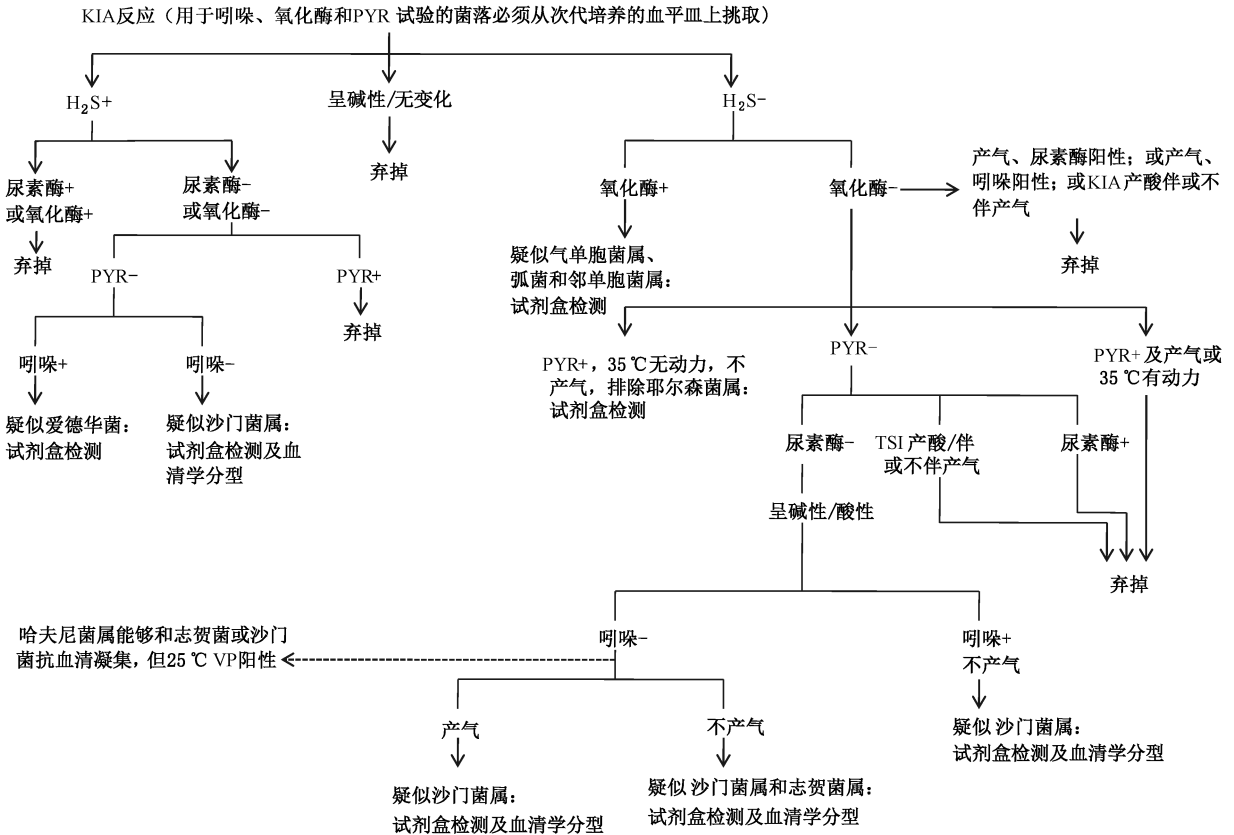 KIA反应（用于吲哚、氧化酶和PYR 试验的菌落必须从次代培养的血平皿上挑取）
H₂S+
呈碱性/无变化
H₂S-
弃掉
尿素酶+
或氧化酶+
尿素酶-
或氧化酶-
氧化酶+
氧化酶-
产气、尿素酶阳性；或产气、
吲哚阳性；或KIA产酸伴或不
伴产气
弃掉
弃掉
PYR-
PYR+
弃掉
疑似气单胞菌属、
弧菌和邻单胞菌属：
试剂盒检测
吲哚+
吲哚-
PYR+，35℃无动力，不
产气，排除耶尔森菌属：
试剂盒检测
PYR-
PYR+及产气或
35℃有动力
疑似爱德华菌：
试剂盒检测
疑似沙门菌属：
试剂盒检测及血
清学分型
尿素酶-
TSI产酸/伴
或不伴产气
尿素酶+
呈碱性/酸性
弃掉
哈夫尼菌属能够和志贺菌或沙门
菌抗血清凝集，但25℃ VP阳性
吲哚-
吲哚+
不产气
产气
不产气
疑似 沙门菌属：
试剂盒检测及血清学分型
疑似沙门菌属：
试剂盒检测及血清学分型
疑似 沙门菌属和志贺菌属：
试剂盒检测及血清学分型